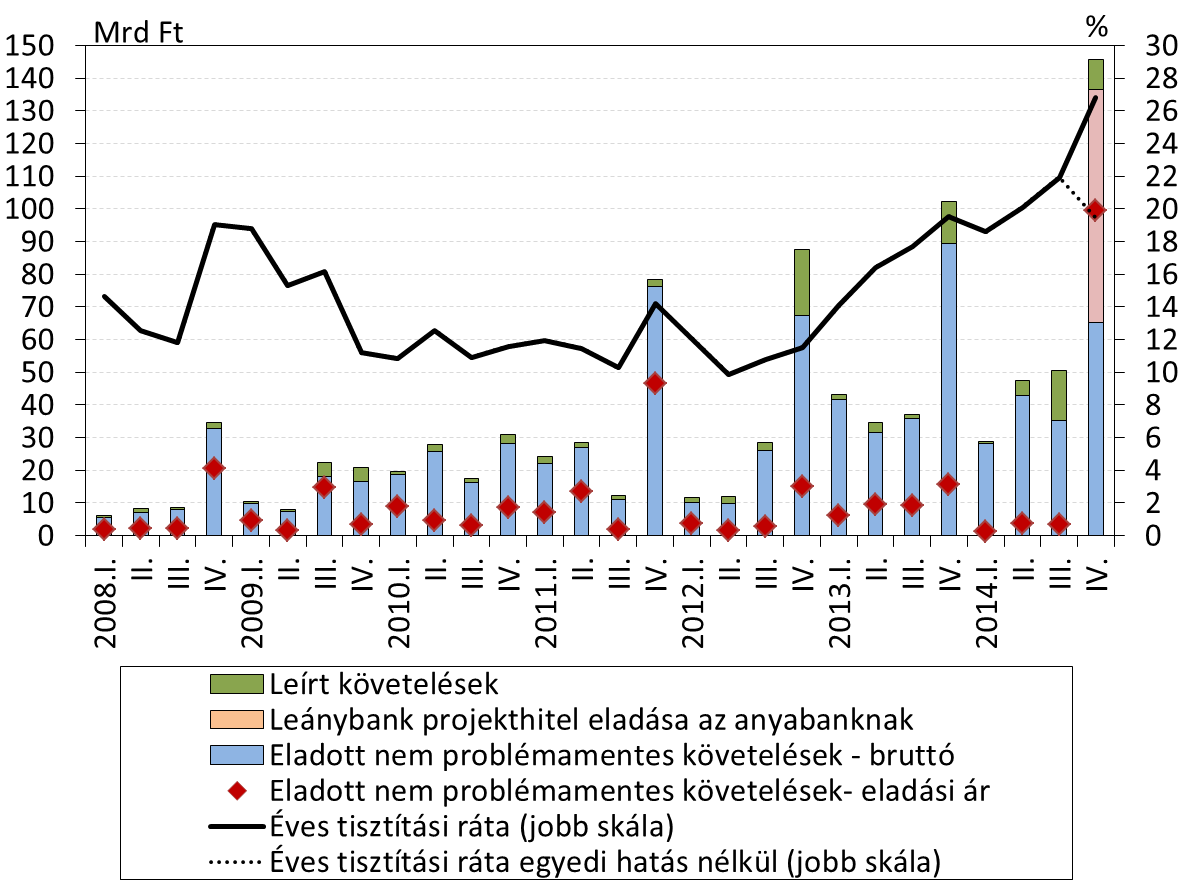 Mrd Ft
%
150
140
130
120
110
100
90
80
70
60
50
40
30
20
10
0
30
28
26
24
22
20
18
16
14
12
10
8
6
4
2
0
2008.I.
II.
III.
IV.
2009.I.
II.
III.
IV.
2010.I.
II.
III.
IV.
2011.I.
II.
III.
IV.
2012.I.
II.
III.
IV.
2013.I.
II.
III.
IV.
2014.I.
II.
III.
IV.
Leírt követelések
Leánybank projekthitel eladása az anyabanknak
Eladott nem problémamentes követelések - bruttó
Eladott nem problémamentes követelések- eladási ár
Éves tisztítási ráta (jobb skála)
Éves tisztítási ráta egyedi hatás nélkül (jobb skála)